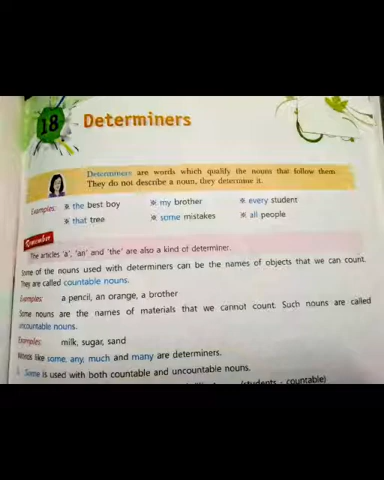 18 Determiners
Determiners are words which qualify the nouns that follow them.
They do not describe a noun, they determine it.
Examples: * the best boy * my brother * every student
* that tree * some mistakes * all people
Remember
The articles 'a', 'an' and 'the' are also a kind of determiner.
Some of the nouns used with determiners can be the names of objects that we can count.
They are called countable nouns.
Examples: a pencil, an orange, a brother
Some nouns are the names of materials that we cannot count. Such nouns are called
uncountable nouns.
Examples: milk, sugar, sand
Words like some, any, much and many are determiners.
Some is used with both countable and uncountable nouns.
(students - countable)